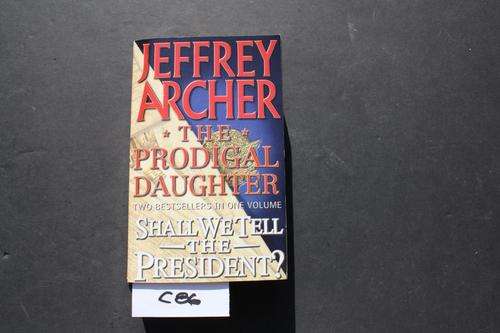 JEFFREY
ARCHER
THE
PRODIGAL
DAUGHTER
TWO BESTSELLERS IN ONE VOLUME
SHALL WE TELL
THE
PRESIDENT?
C86